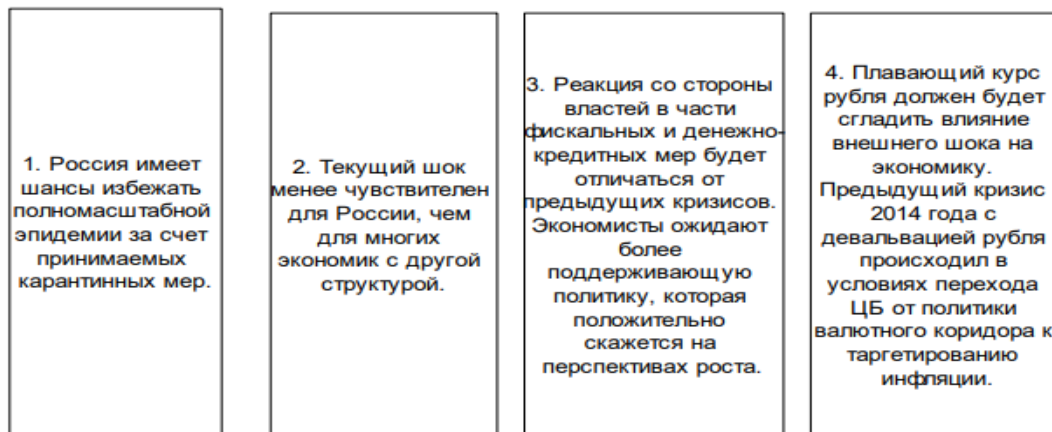 1. Россия имеет
шансы избежать
полномасштабной
эпидемии за счет
принимаемых
карантинных мер.
2. Текущий шок
менее чувствителен
для России, чем
для многих
экономик с другой
структурой.
3. Реакция со стороны
властей в части
фискальных и денежно-
кредитных мер будет
отличаться от
предыдущих кризисов.
Экономисты ожидают
более
поддерживающую
политику, которая
положительно
скажется на
перспективах роста.
4. Плавающий курс
рубля должен будет
сгладить влияние
внешнего шока на
экономику.
Предыдущий кризис
2014 года с
девальвацией рубля
происходил в
условиях перехода
ЦБ от политики
валютного коридора к
таргетированию
инфляции.